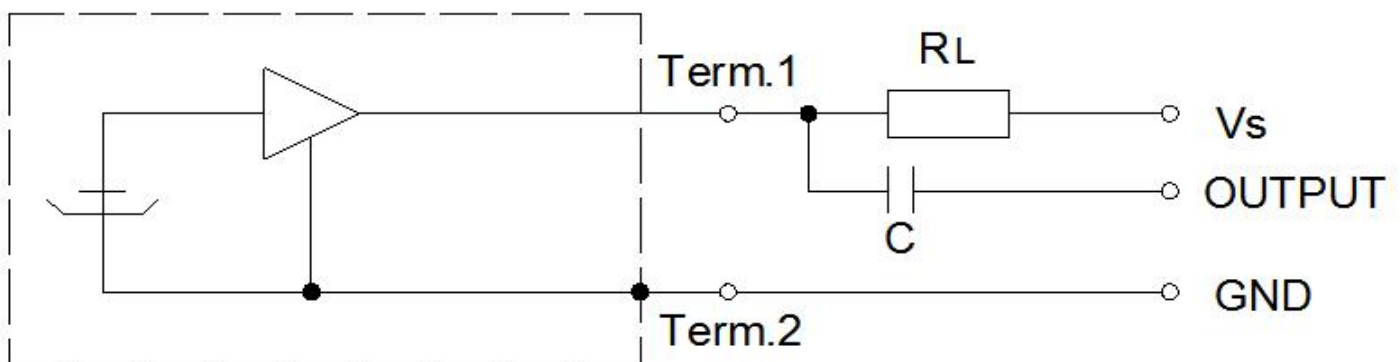 RL
Term.1
Vs
OUTPUT
C
GND
Term.2